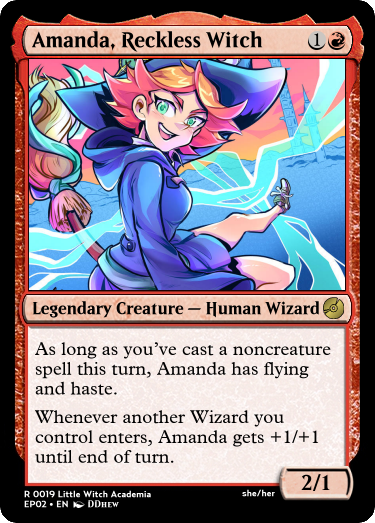 Amanda, Reckless Witch 1
Legendary Creature — Human Wizard
As long as you've cast a noncreature
spell this turn, Amanda has flying
and haste.
Whenever another Wizard you
control enters, Amanda gets +1/+1
until end of turn.
2/1
R 0019 Little Witch Academia she/her
EP02 • EN DDhew